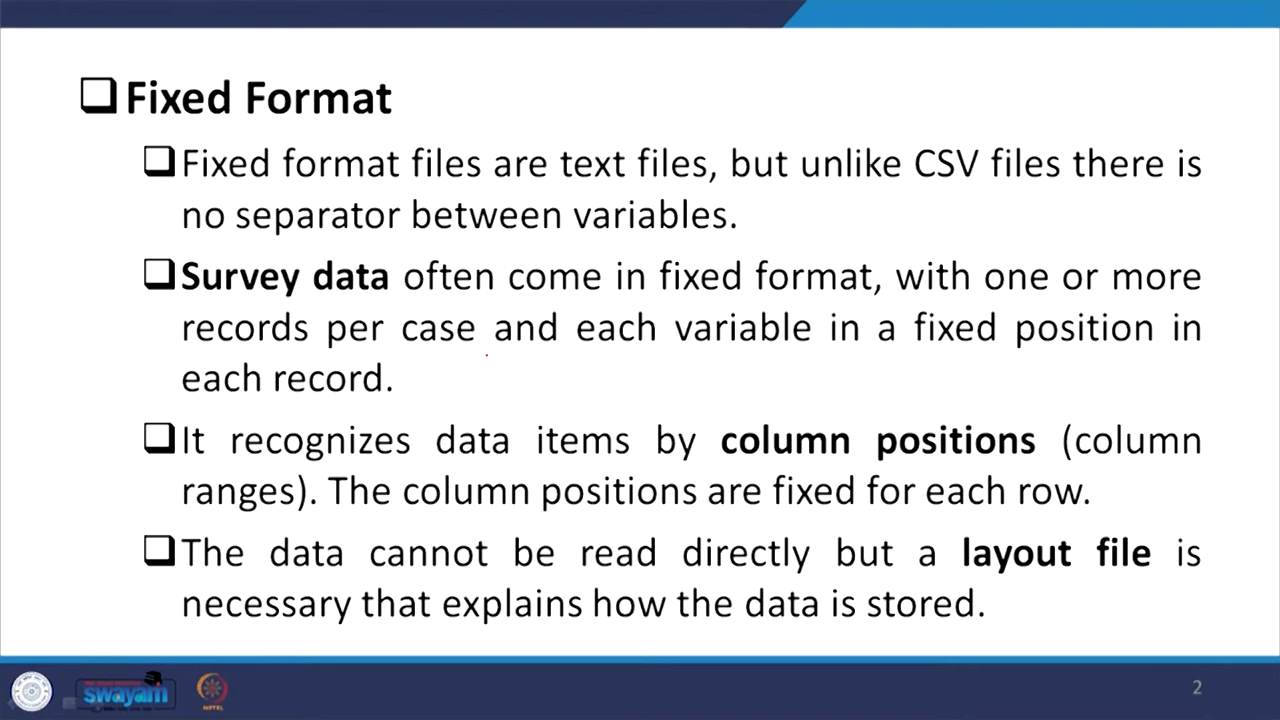 Fixed Format
Fixed format files are text files, but unlike CSV files there is
no separator between variables.
Survey data often come in fixed format, with one or more
records per case and each variable in a fixed position in
each record.
It recognizes data items by column positions (column
ranges). The column positions are fixed for each row.
The data cannot be read directly but a layout file is
necessary that explains how the data is stored.
swayam
NPTEL
2